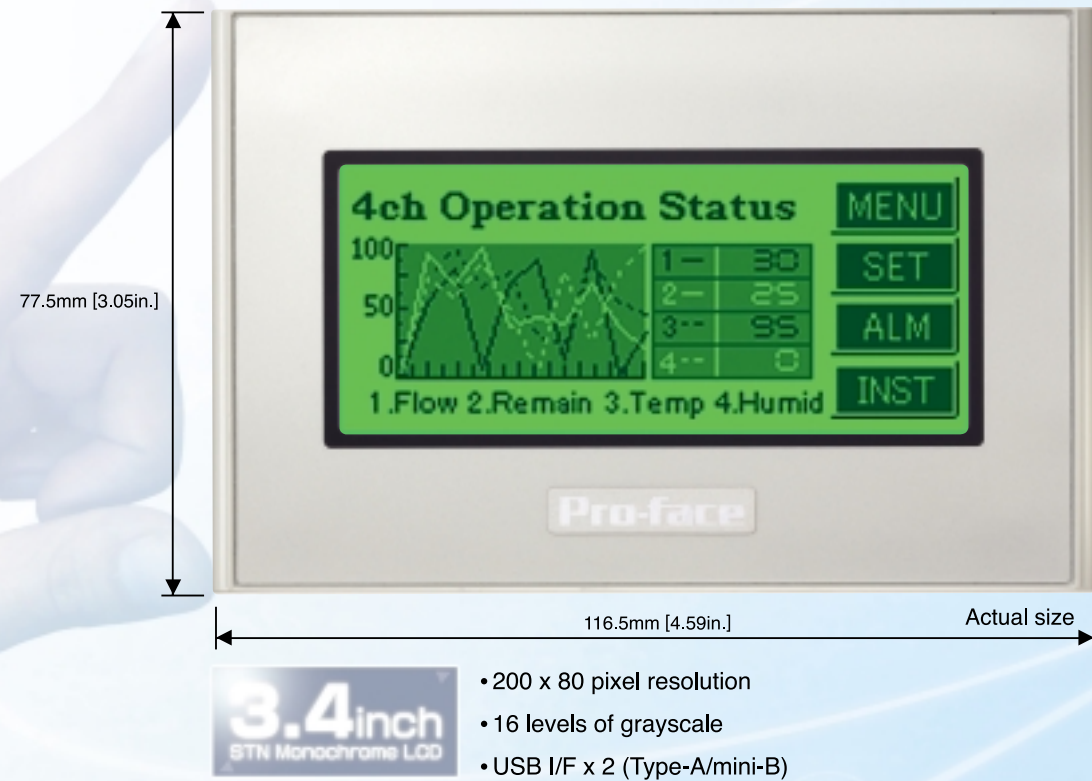 4ch Operation Status
MENU
100
50
0
1— 30
2— 25
3-- 95
4-- 0
SET
ALM
INST
1.Flow 2.Remain 3.Temp 4.Humid
Pro-face
77.5mm [3.05in.]
116.5mm [4.59in.]
Actual size
3.4inch
STN Monochrome LCD
• 200 x 80 pixel resolution
• 16 levels of grayscale
• USB I/F x 2 (Type-A/mini-B)